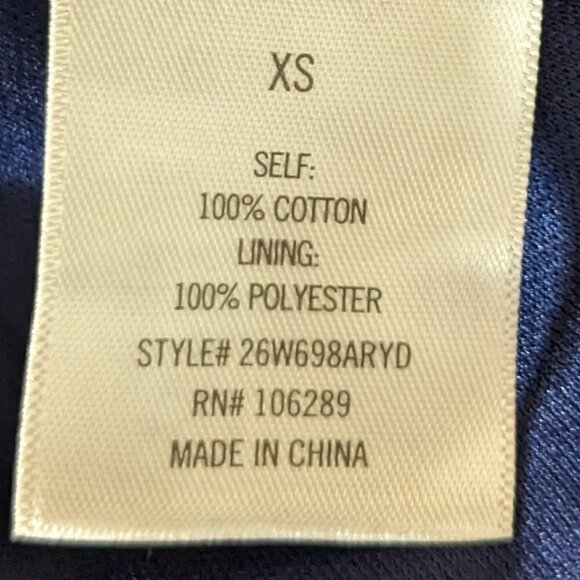 XS
SELF:
100% COTTON
LINING:
100% POLYESTER
STYLE# 26W698ARYD
RN# 106289
MADE IN CHINA